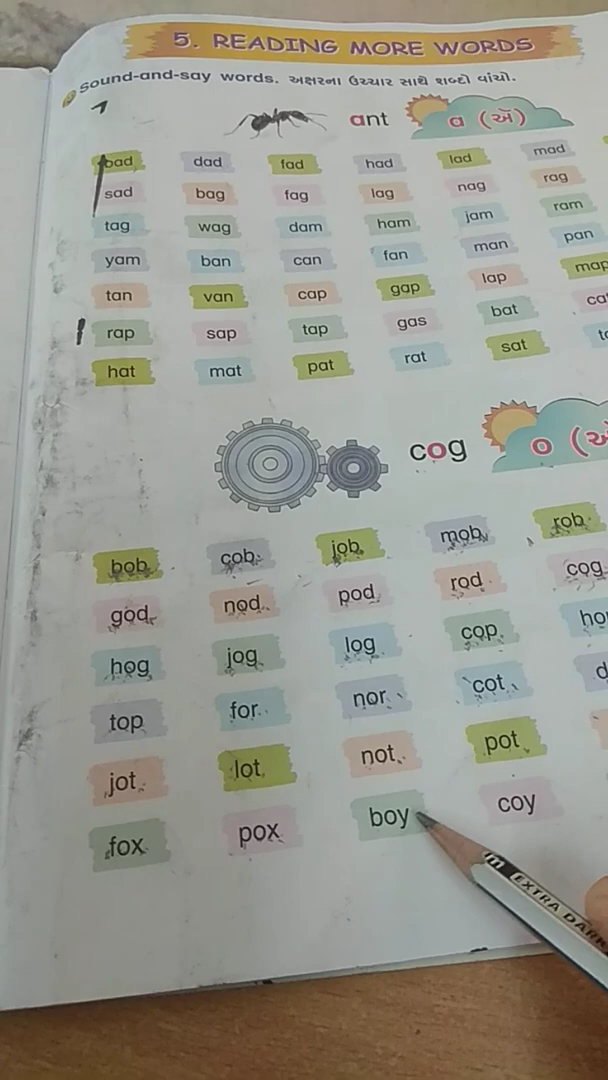 5. READING MORE WORDS
Sound-and-say words. અક્ષરના ઉચ્ચાર સાથે શબ્દો વાંચો.
ant a (ઍ)
bad dad fad had lad mad
sad bag fag lag nag rag
tag wag dam ham jam ram
yam ban can fan man pan
tan van cap gap lap map
rap sap tap gas bat
hat mat pat rat sat
cog o
bob cob job mob rob
god nod pod rod cog
hog jog log cop
top for nor cot
jot lot not pot
fox pox boy coy
EXTRA DARK